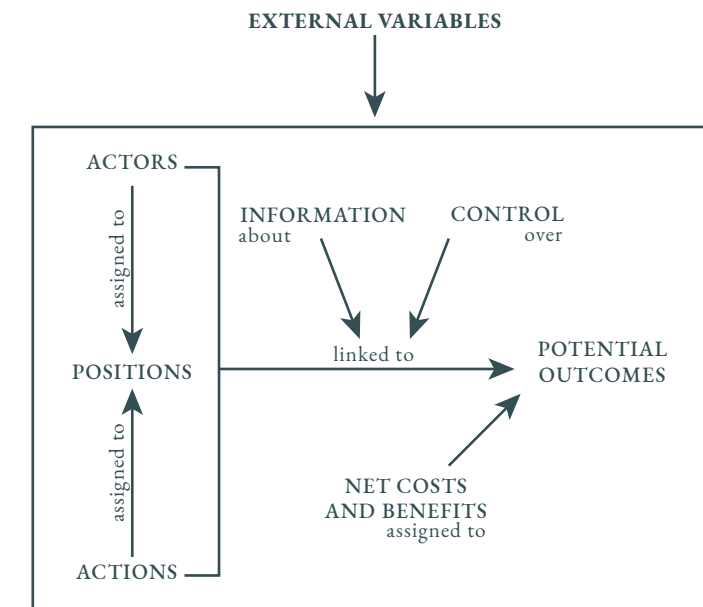 EXTERNAL VARIABLES
ACTORS
assigned to
INFORMATION
about
CONTROL
over
linked to
POSITIONS
POTENTIAL
OUTCOMES
assigned to
NET COSTS
AND BENEFITS
assigned to
ACTIONS